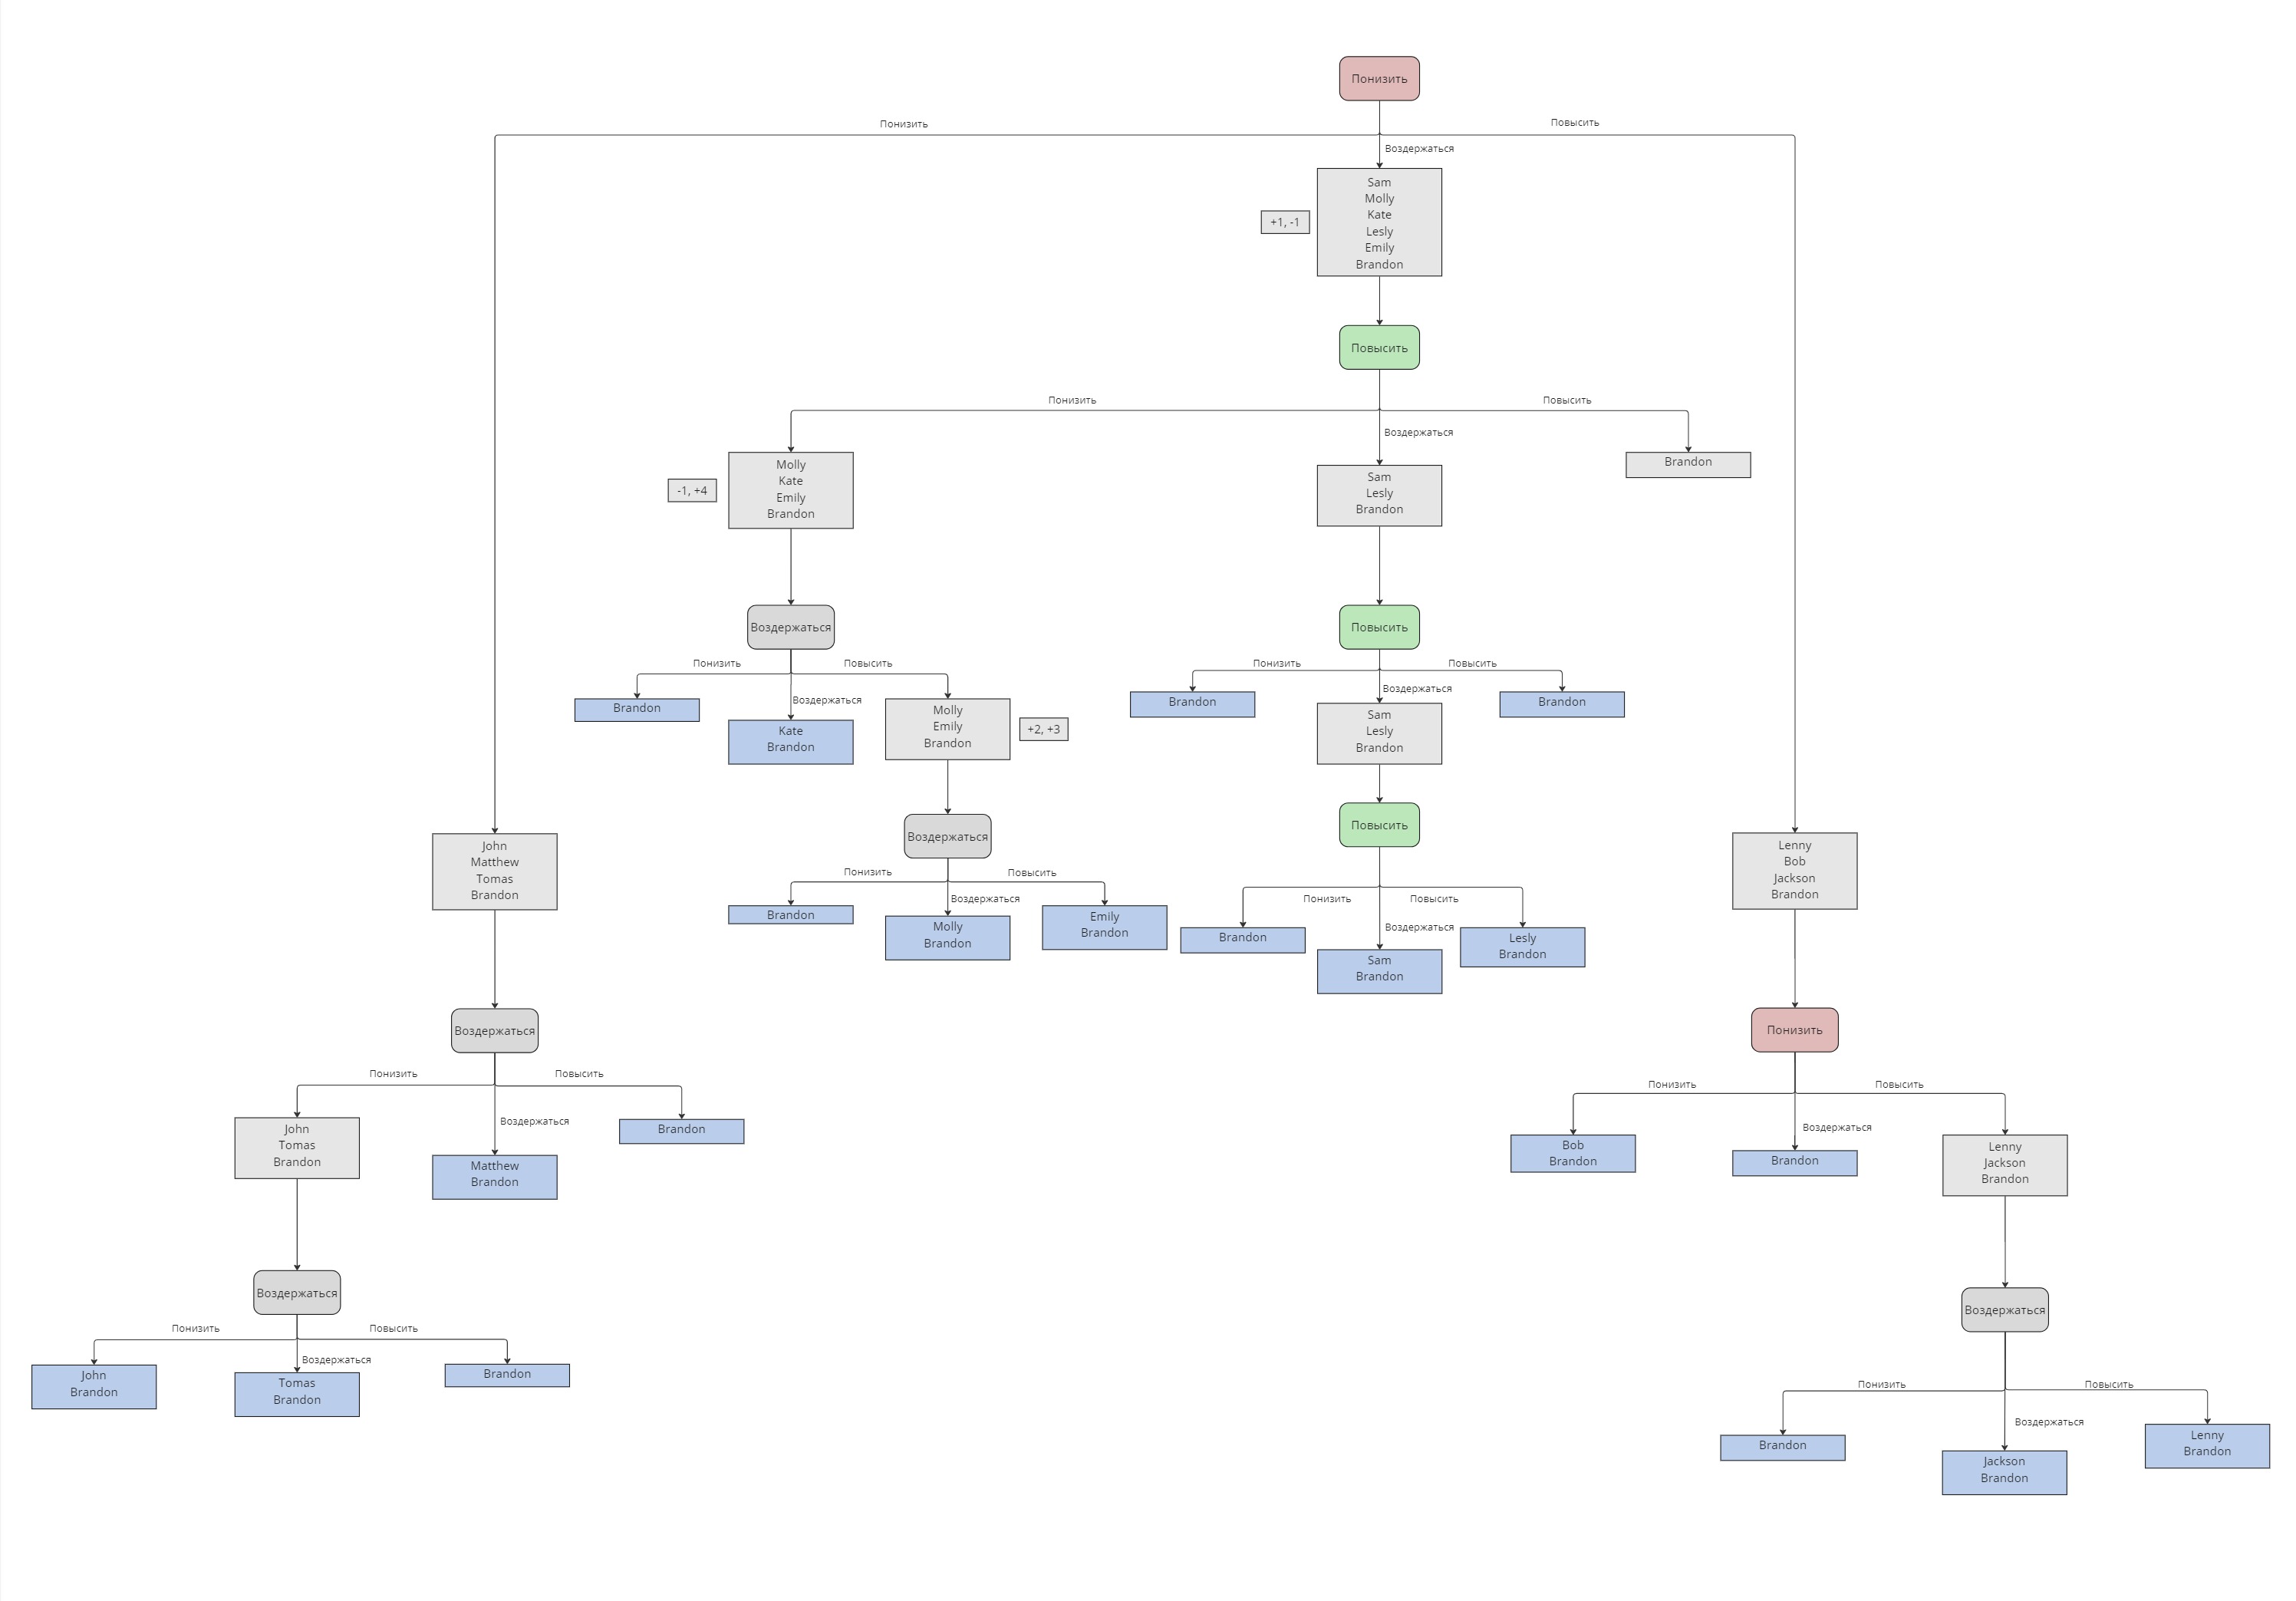 Понизить
Понизить
Повысить
Воздержаться
Sam
Molly
Kate
Lesly
Emily
Brandon
+1, -1
Повысить
Понизить
Повысить
Воздержаться
Molly
Kate
Emily
Brandon
-1, +4
Sam
Lesly
Brandon
Brandon
Воздержаться
Повысить
Понизить
Повысить
Воздержаться
Brandon
Kate
Brandon
Molly
Emily
Brandon
+2, +3
Понизить
Повысить
Воздержаться
Brandon
Sam
Lesly
Brandon
Brandon
Воздержаться
Понизить
Повысить
Воздержаться
Brandon
Molly
Brandon
Emily
Brandon
Повысить
Понизить
Повысить
Воздержаться
Brandon
Sam
Brandon
Lesly
Brandon
John
Matthew
Tomas
Brandon
Lenny
Bob
Jackson
Brandon
Воздержаться
Понизить
Повысить
Воздержаться
John
Tomas
Brandon
Matthew
Brandon
Brandon
Понизить
Понизить
Повысить
Воздержаться
Bob
Brandon
Brandon
Lenny
Jackson
Brandon
Воздержаться
Понизить
Повысить
Воздержаться
John
Brandon
Tomas
Brandon
Brandon
Воздержаться
Понизить
Повысить
Воздержаться
Brandon
Jackson
Brandon
Lenny
Brandon